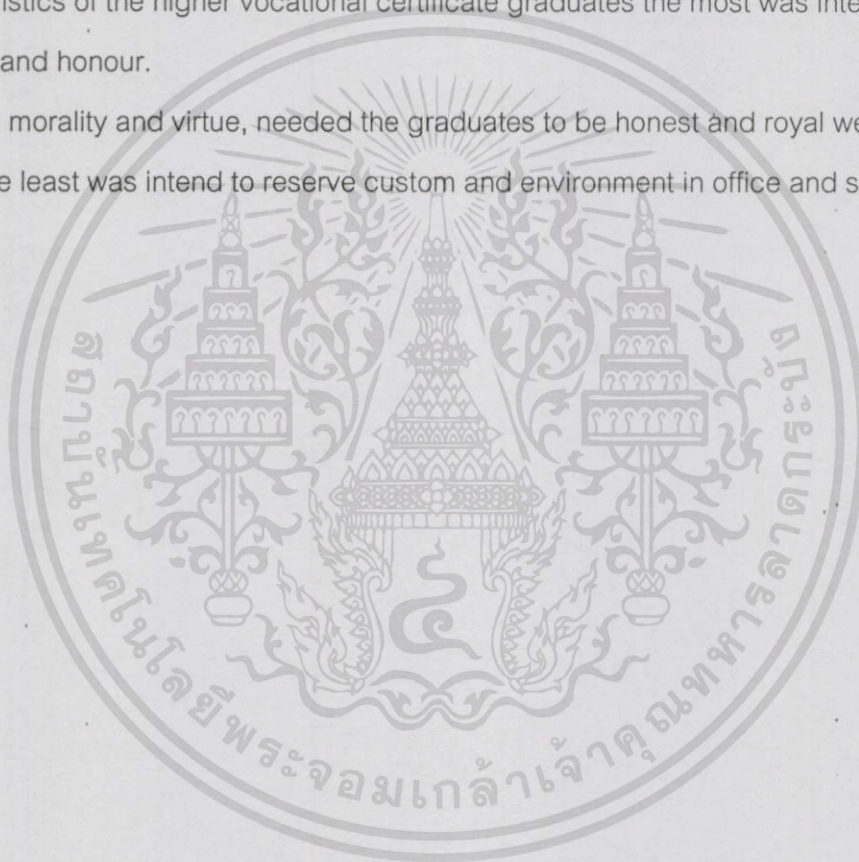 istics of the higher vocational certificate graduates the most was inte
and honour.
morality and virtue, needed the graduates to be honest and royal we
e least was intend to reserve custom and environment in office and s
๔
สถาบันเทคโนโลยีพระจอมเกล้าเจ้าคุณทหารลาดกระบัง